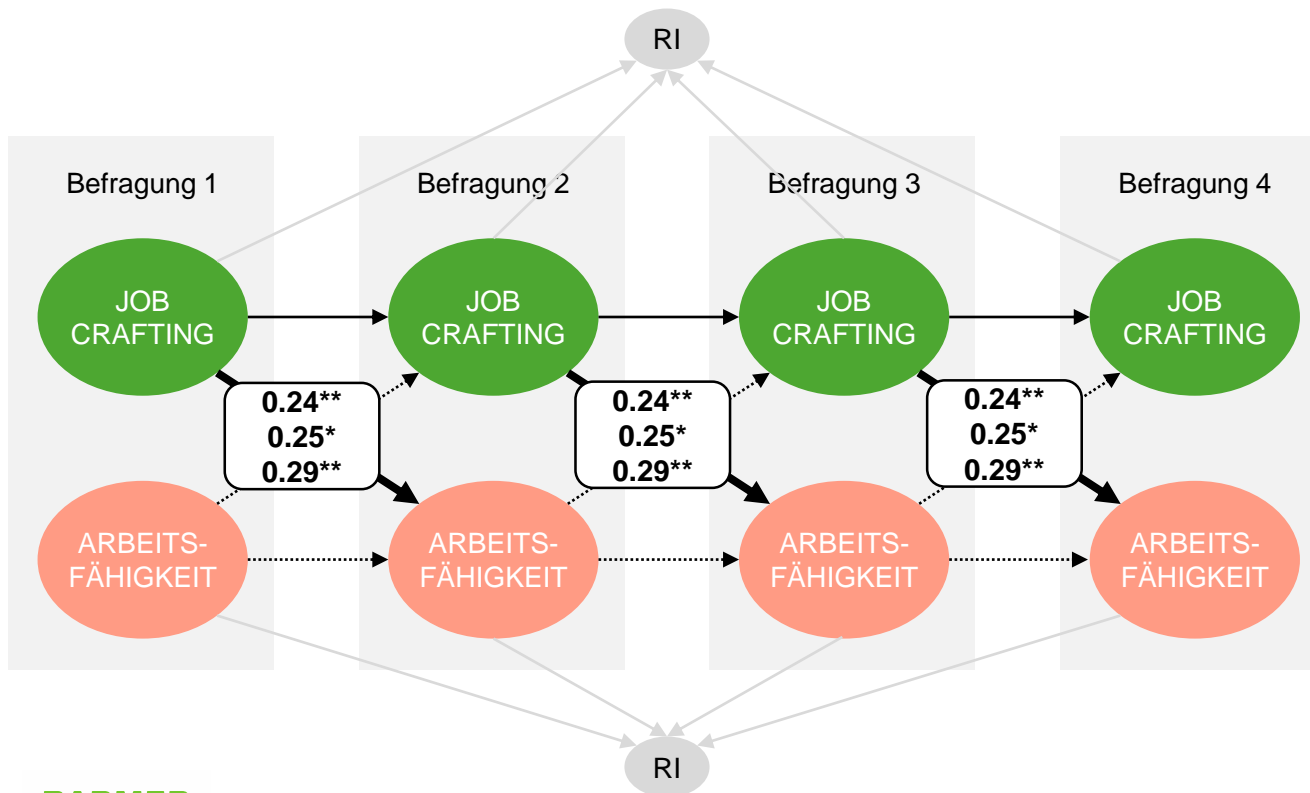 RI
Befragung 1
Befragung 2
Befragung 3
Befragung 4
JOB
CRAFTING
JOB
CRAFTING
JOB
CRAFTING
JOB
CRAFTING
0.24**
0.25*
0.29**
0.24**
0.25*
0.29**
0.24**
0.25*
0.29**
ARBEITS-
FÄHIGKEIT
ARBEITS-
FÄHIGKEIT
ARBEITS-
FÄHIGKEIT
ARBEITS-
FÄHIGKEIT
RI